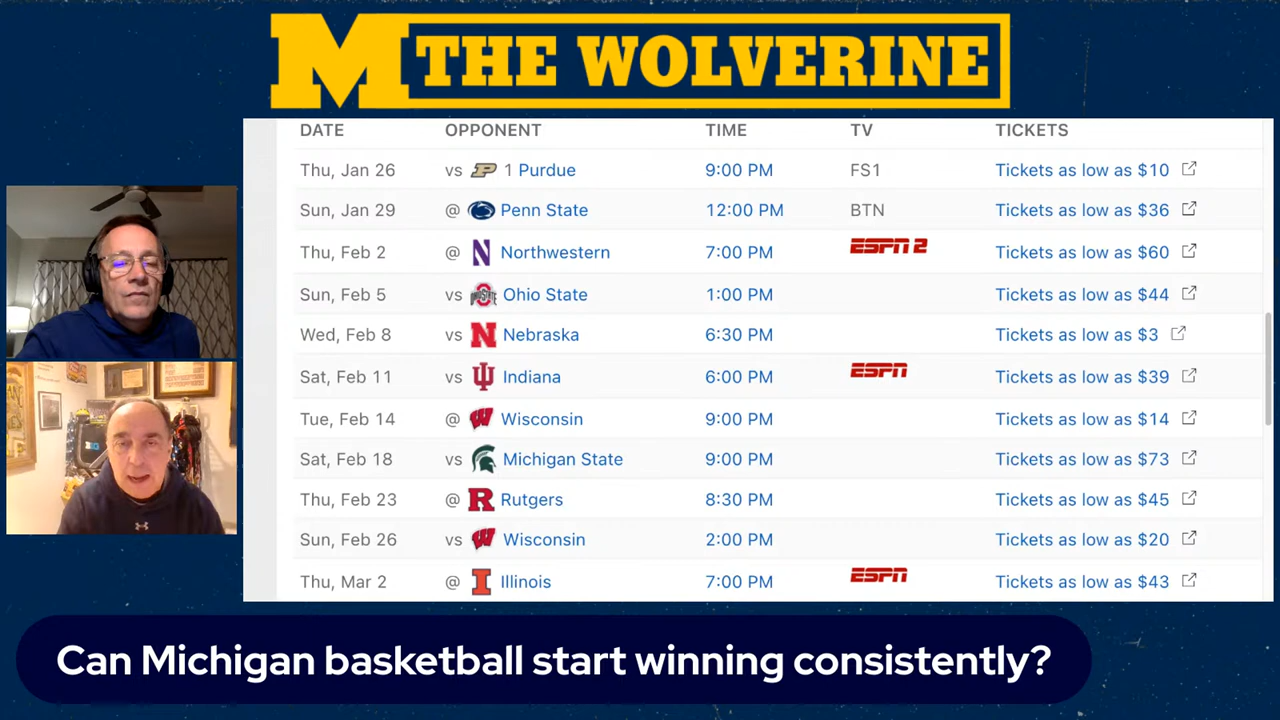 M THE WOLVERINE
DATE OPPONENT TIME TV TICKETS
Thu, Jan 26 vs P 1 Purdue 9:00 PM FS1 Tickets as low as $10
Sun, Jan 29 @ Penn State 12:00 PM BTN Tickets as low as $36
Thu, Feb 2 @ N Northwestern 7:00 PM ESPN 2 Tickets as low as $60
Sun, Feb 5 vs Ohio State 1:00 PM Tickets as low as $44
Wed, Feb 8 vs N Nebraska 6:30 PM Tickets as low as $3
Sat, Feb 11 vs Indiana 6:00 PM ESPN Tickets as low as $39
Tue, Feb 14 @ W Wisconsin 9:00 PM Tickets as low as $14
Sat, Feb 18 vs Michigan State 9:00 PM Tickets as low as $73
Thu, Feb 23 @ R Rutgers 8:30 PM Tickets as low as $45
Sun, Feb 26 vs W Wisconsin 2:00 PM Tickets as low as $20
Thu, Mar 2 @ I Illinois 7:00 PM ESPN Tickets as low as $43
Can Michigan basketball start winning consistently?